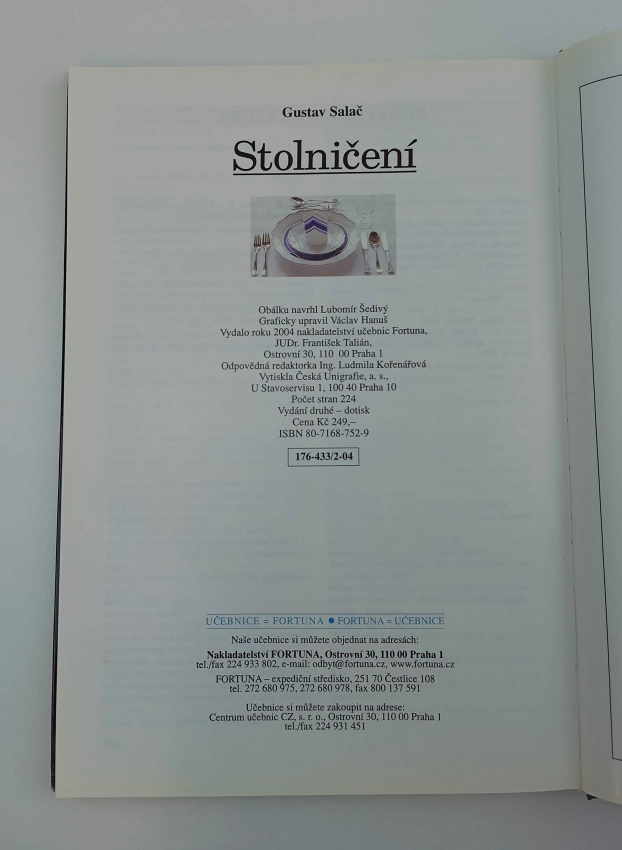 Gustav Salač
Stolničení
Obálku navrhl Lubomír Šedivý
Graficky upravil Václav Hanuš
Vydalo roku 2004 nakladatelství učebnic Fortuna,
JUDr. František Talián,
Ostrovní 30, 110 00 Praha 1
Odpovědná redaktorka Ing. Ludmila Kořenářová
Vytiskla Česká Unigrafie, a. s.,
U Stavoservisu 1, 100 40 Praha 10
Počet stran 224
Vydání druhé – dotisk
Cena Kč 249,–
ISBN 80-7168-752-9
176-433/2-04
UČEBNICE = FORTUNA ● FORTUNA = UČEBNICE
Naše učebnice si můžete objednat na adresách:
Nakladatelství FORTUNA, Ostrovní 30, 110 00 Praha 1
tel./fax 224 933 802, e-mail: odbyt@fortuna.cz, www.fortuna.cz
FORTUNA – expediční středisko, 251 70 Čestlice 108
tel. 272 680 975, 272 680 978, fax 800 137 591
Učebnice si můžete zakoupit na adrese:
Centrum učebnic CZ, s. r. o., Ostrovní 30, 110 00 Praha 1
tel./fax 224 931 451